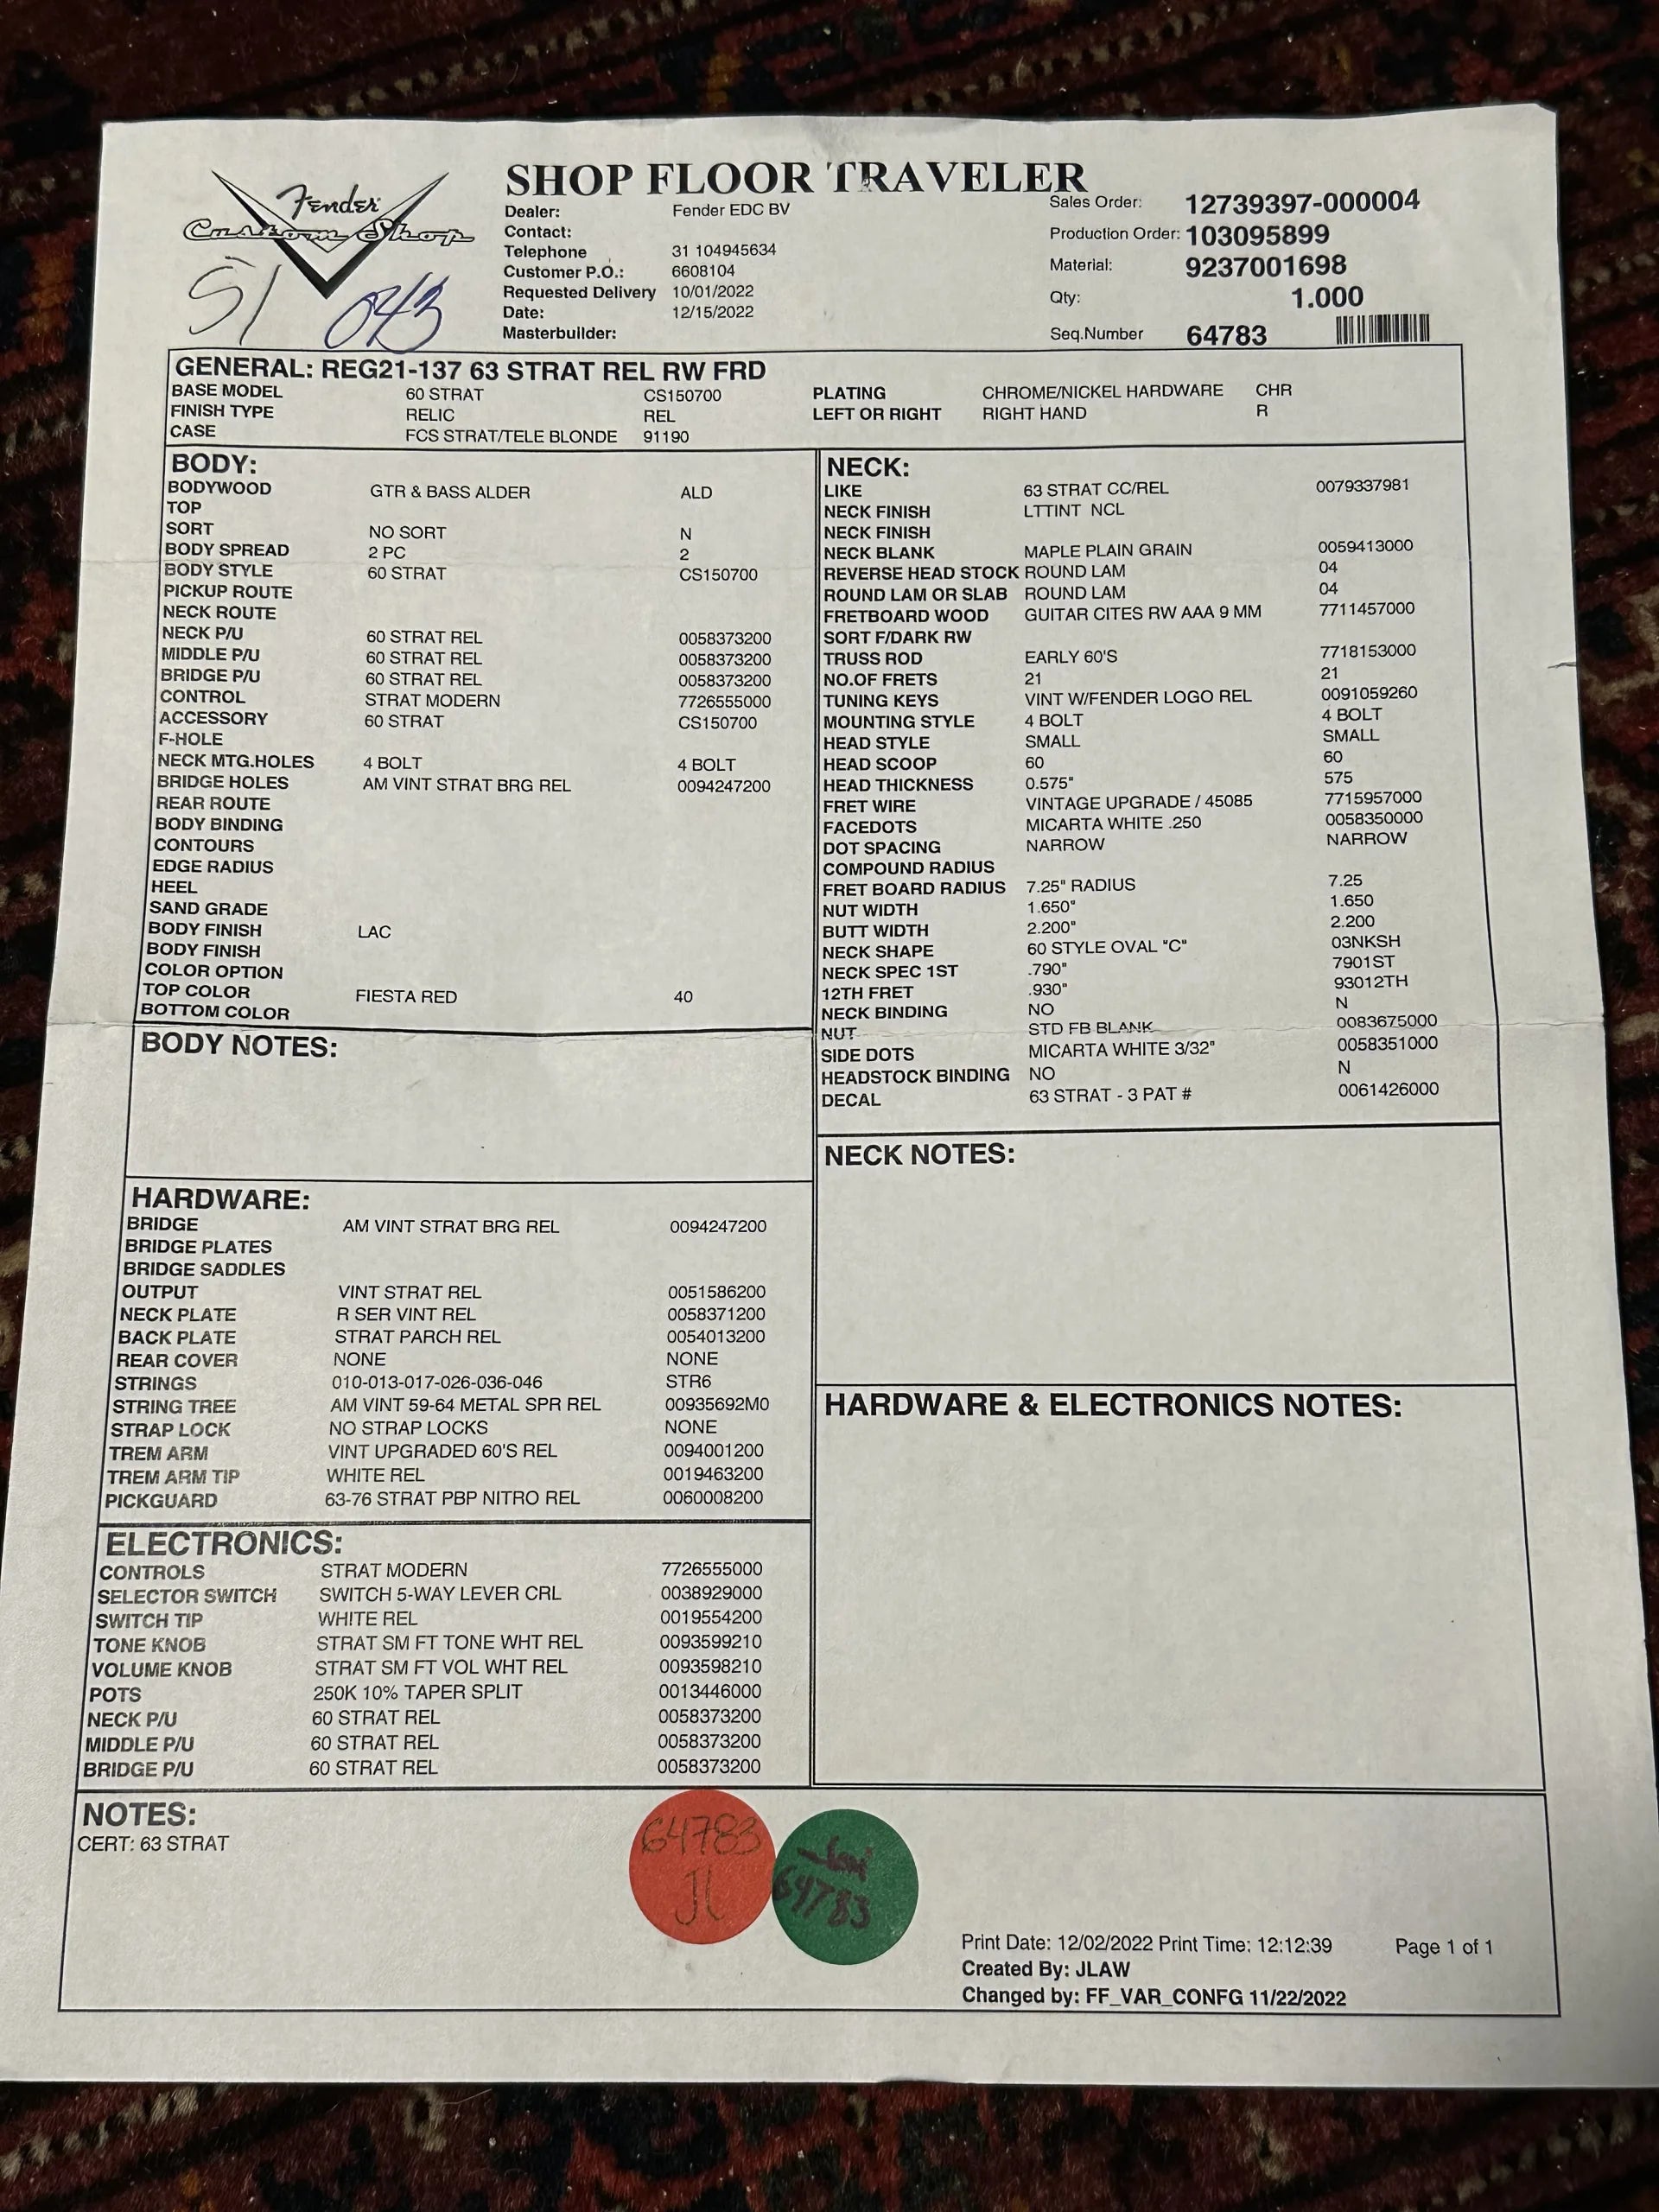 SHOP FLOOR TRAVELER
Fender
Custom Shop
51 043
Dealer: Fender EDC BV
Contact:
Telephone 31 104945634
Customer P.O.: 6608104
Requested Delivery 10/01/2022
Date: 12/15/2022
Masterbuilder:
Sales Order: 12739397-000004
Production Order: 103095899
Material: 9237001698
Qty: 1.000
Seq.Number 64783
GENERAL: REG21-137 63 STRAT REL RW FRD
BASE MODEL 60 STRAT CS150700 PLATING CHROME/NICKEL HARDWARE CHR
FINISH TYPE RELIC REL LEFT OR RIGHT RIGHT HAND R
CASE FCS STRAT/TELE BLONDE 91190
BODY:
BODYWOOD GTR & BASS ALDER ALD
TOP
SORT NO SORT N
BODY SPREAD 2 PC 2
BODY STYLE 60 STRAT CS150700
PICKUP ROUTE
NECK ROUTE
NECK P/U 60 STRAT REL 0058373200
MIDDLE P/U 60 STRAT REL 0058373200
BRIDGE P/U 60 STRAT REL 0058373200
CONTROL STRAT MODERN 7726555000
ACCESSORY 60 STRAT CS150700
F-HOLE
NECK MTG.HOLES 4 BOLT 4 BOLT
BRIDGE HOLES AM VINT STRAT BRG REL 0094247200
REAR ROUTE
BODY BINDING
CONTOURS
EDGE RADIUS
HEEL
SAND GRADE
BODY FINISH LAC
BODY FINISH
COLOR OPTION
TOP COLOR FIESTA RED 40
BOTTOM COLOR
BODY NOTES:
HARDWARE:
BRIDGE AM VINT STRAT BRG REL 0094247200
BRIDGE PLATES
BRIDGE SADDLES
OUTPUT VINT STRAT REL 0051586200
NECK PLATE R SER VINT REL 0058371200
BACK PLATE STRAT PARCH REL 0054013200
REAR COVER NONE NONE
STRINGS 010-013-017-026-036-046 STR6
STRING TREE AM VINT 59-64 METAL SPR REL 00935692M0
STRAP LOCK NO STRAP LOCKS NONE
TREM ARM VINT UPGRADED 60'S REL 0094001200
TREM ARM TIP WHITE REL 0019463200
PICKGUARD 63-76 STRAT PBP NITRO REL 0060008200
ELECTRONICS:
CONTROLS STRAT MODERN 7726555000
SELECTOR SWITCH SWITCH 5-WAY LEVER CRL 0038929000
SWITCH TIP WHITE REL 0019554200
TONE KNOB STRAT SM FT TONE WHT REL 0093599210
VOLUME KNOB STRAT SM FT VOL WHT REL 0093598210
POTS 250K 10% TAPER SPLIT 0013446000
NECK P/U 60 STRAT REL 0058373200
MIDDLE P/U 60 STRAT REL 0058373200
BRIDGE P/U 60 STRAT REL 0058373200
NECK:
LIKE 63 STRAT CC/REL 0079337981
NECK FINISH LTTINT NCL
NECK FINISH
NECK BLANK MAPLE PLAIN GRAIN 0059413000
REVERSE HEAD STOCK ROUND LAM 04
ROUND LAM OR SLAB ROUND LAM 04
FRETBOARD WOOD GUITAR CITES RW AAA 9 MM 7711457000
SORT F/DARK RW
TRUSS ROD EARLY 60'S 7718153000
NO.OF FRETS 21 21
TUNING KEYS VINT W/FENDER LOGO REL 0091059260
MOUNTING STYLE 4 BOLT 4 BOLT
HEAD STYLE SMALL SMALL
HEAD SCOOP 60 60
HEAD THICKNESS 0.575" 575
FRET WIRE VINTAGE UPGRADE / 45085 7715957000
FACEDOTS MICARTA WHITE .250 0058350000
DOT SPACING NARROW NARROW
COMPOUND RADIUS
FRET BOARD RADIUS 7.25" RADIUS 7.25
NUT WIDTH 1.650" 1.650
BUTT WIDTH 2.200" 2.200
NECK SHAPE 60 STYLE OVAL "C" 03NKSH
NECK SPEC 1ST .790" 7901ST
12TH FRET .930" 93012TH
NECK BINDING NO N
NUT STD FB BLANK 0083675000
SIDE DOTS MICARTA WHITE 3/32" 0058351000
HEADSTOCK BINDING NO N
DECAL 63 STRAT - 3 PAT # 0061426000
NECK NOTES:
HARDWARE & ELECTRONICS NOTES:
NOTES:
CERT: 63 STRAT
64783
JL
64783
Print Date: 12/02/2022 Print Time: 12:12:39 Page 1 of 1
Created By: JLAW
Changed by: FF_VAR_CONFG 11/22/2022